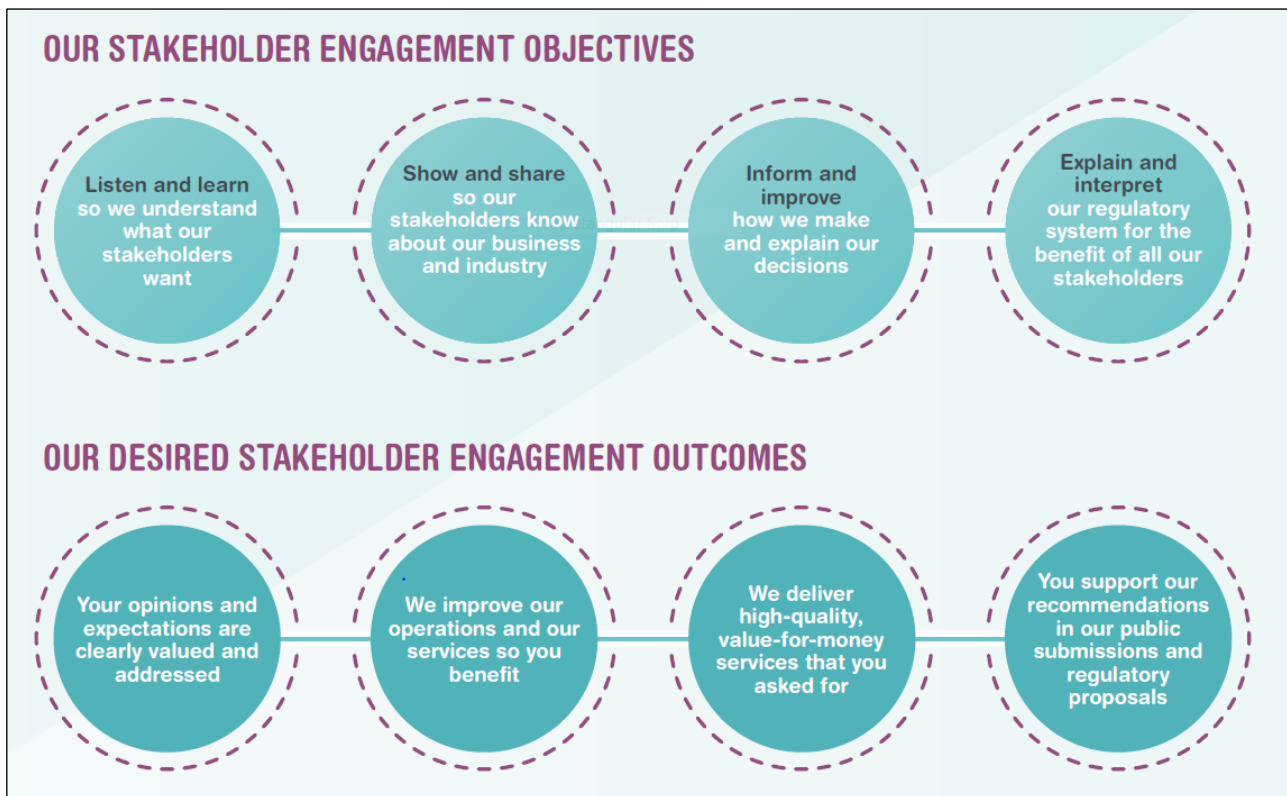 OUR STAKEHOLDER ENGAGEMENT OBJECTIVES
Listen and learn
so we understand
what our
stakeholders
want
Show and share
so our
stakeholders know
about our business
and industry
Inform and
improve
how we make
and explain our
decisions
Explain and
interpret
our regulatory
system for the
benefit of all our
stakeholders
OUR DESIRED STAKEHOLDER ENGAGEMENT OUTCOMES
Your opinions and
expectations are
clearly valued and
addressed
We improve our
operations and our
services so you
benefit
We deliver
high-quality,
value-for-money
services that you
asked for
You support our
recommendations
in our public
submissions and
regulatory
proposals